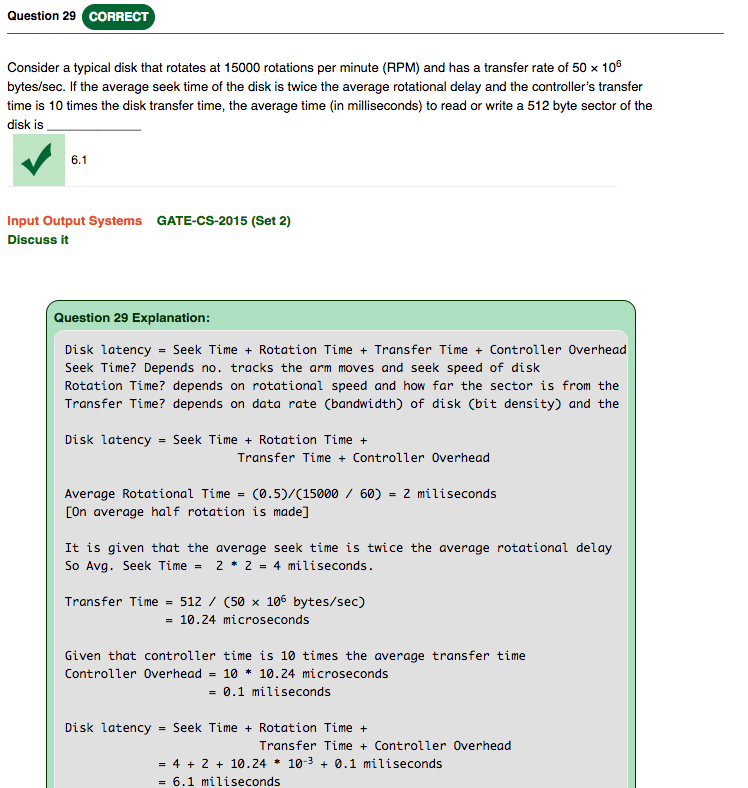 Question 29 CORRECT
Consider a typical disk that rotates at 15000 rotations per minute (RPM) and has a transfer rate of 50 × 10⁶
bytes/sec. If the average seek time of the disk is twice the average rotational delay and the controller's transfer
time is 10 times the disk transfer time, the average time (in milliseconds) to read or write a 512 byte sector of the
disk is _____________
6.1
Input Output Systems GATE-CS-2015 (Set 2)
Discuss it
Question 29 Explanation:
Disk latency = Seek Time + Rotation Time + Transfer Time + Controller Overhead
Seek Time? Depends no. tracks the arm moves and seek speed of disk
Rotation Time? depends on rotational speed and how far the sector is from the
Transfer Time? depends on data rate (bandwidth) of disk (bit density) and the
Disk latency = Seek Time + Rotation Time +
Transfer Time + Controller Overhead
Average Rotational Time = (0.5)/(15000 / 60) = 2 miliseconds
[On average half rotation is made]
It is given that the average seek time is twice the average rotational delay
So Avg. Seek Time = 2 * 2 = 4 miliseconds.
Transfer Time = 512 / (50 × 10⁶ bytes/sec)
= 10.24 microseconds
Given that controller time is 10 times the average transfer time
Controller Overhead = 10 * 10.24 microseconds
= 0.1 miliseconds
Disk latency = Seek Time + Rotation Time +
Transfer Time + Controller Overhead
= 4 + 2 + 10.24 * 10⁻³ + 0.1 miliseconds
= 6.1 miliseconds